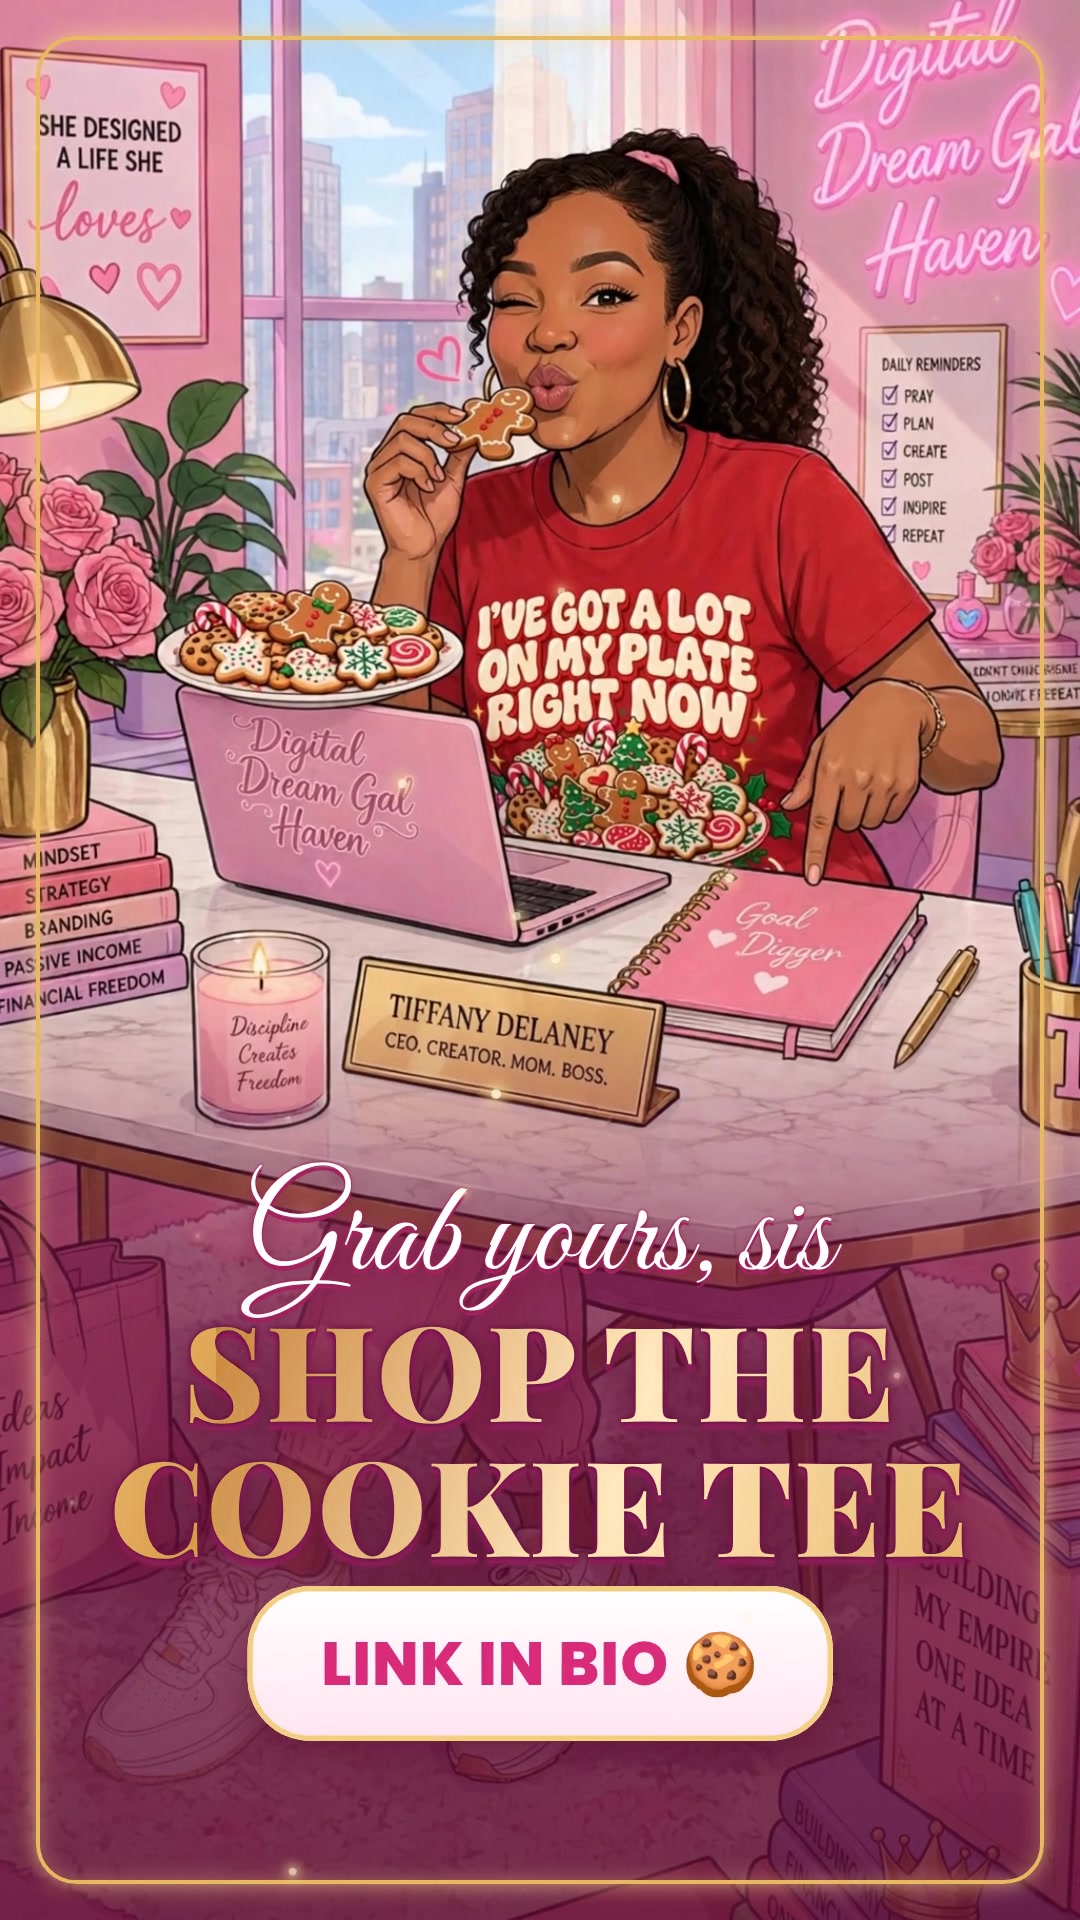 Digital
Dream Gal
Haven
SHE DESIGNED
A LIFE SHE
loves
DAILY REMINDERS
PRAY
PLAN
CREATE
POST
INSPIRE
REPEAT
I'VE GOT A LOT
ON MY PLATE
RIGHT NOW
Digital
Dream Gal
Haven
MINDSET
STRATEGY
BRANDING
PASSIVE INCOME
FINANCIAL FREEDOM
Goal
Digger
Discipline
Creates
Freedom
TIFFANY DELANEY
CEO. CREATOR. MOM. BOSS.
T
Grab yours, sis
SHOP THE
COOKIE TEE
LINK IN BIO 🍪
Ideas
Impact
Income
BUILDING
MY EMPIRE
ONE IDEA
AT A TIME
BUILDING MY